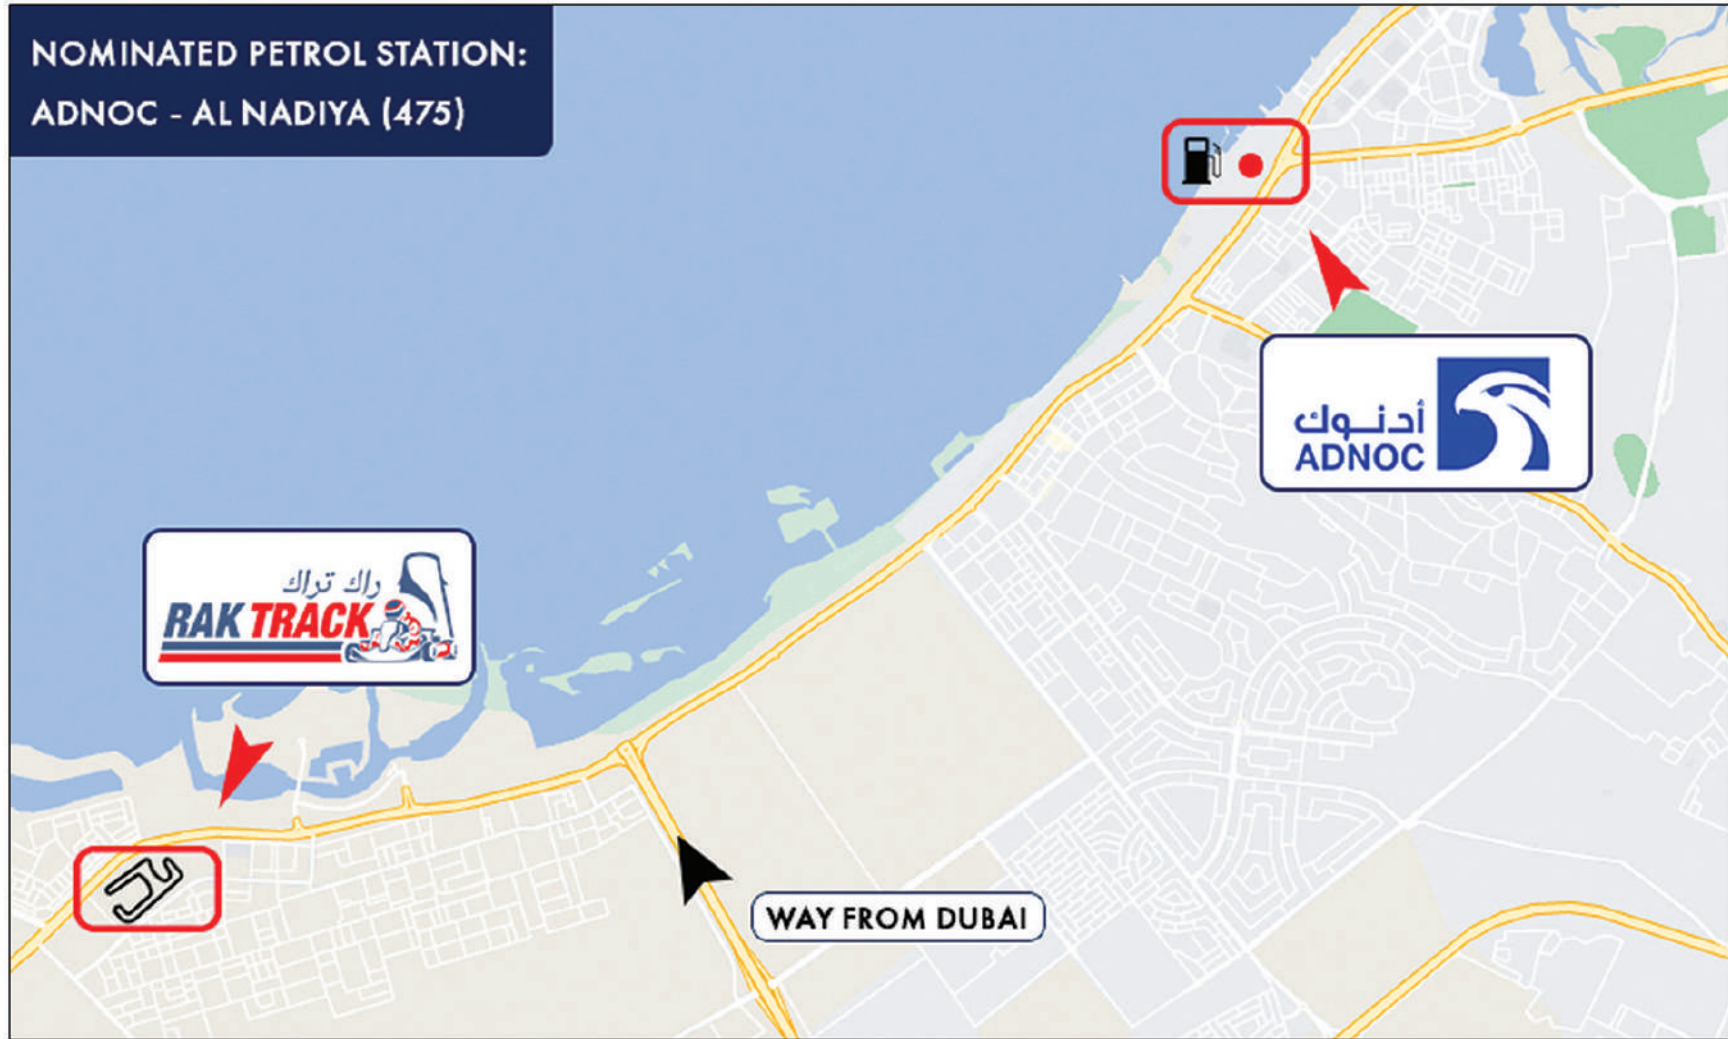 NOMINATED PETROL STATION:
ADNOC - AL NADIYA (475)
أدنوك
ADNOC
راك تراك
RAK TRACK
WAY FROM DUBAI